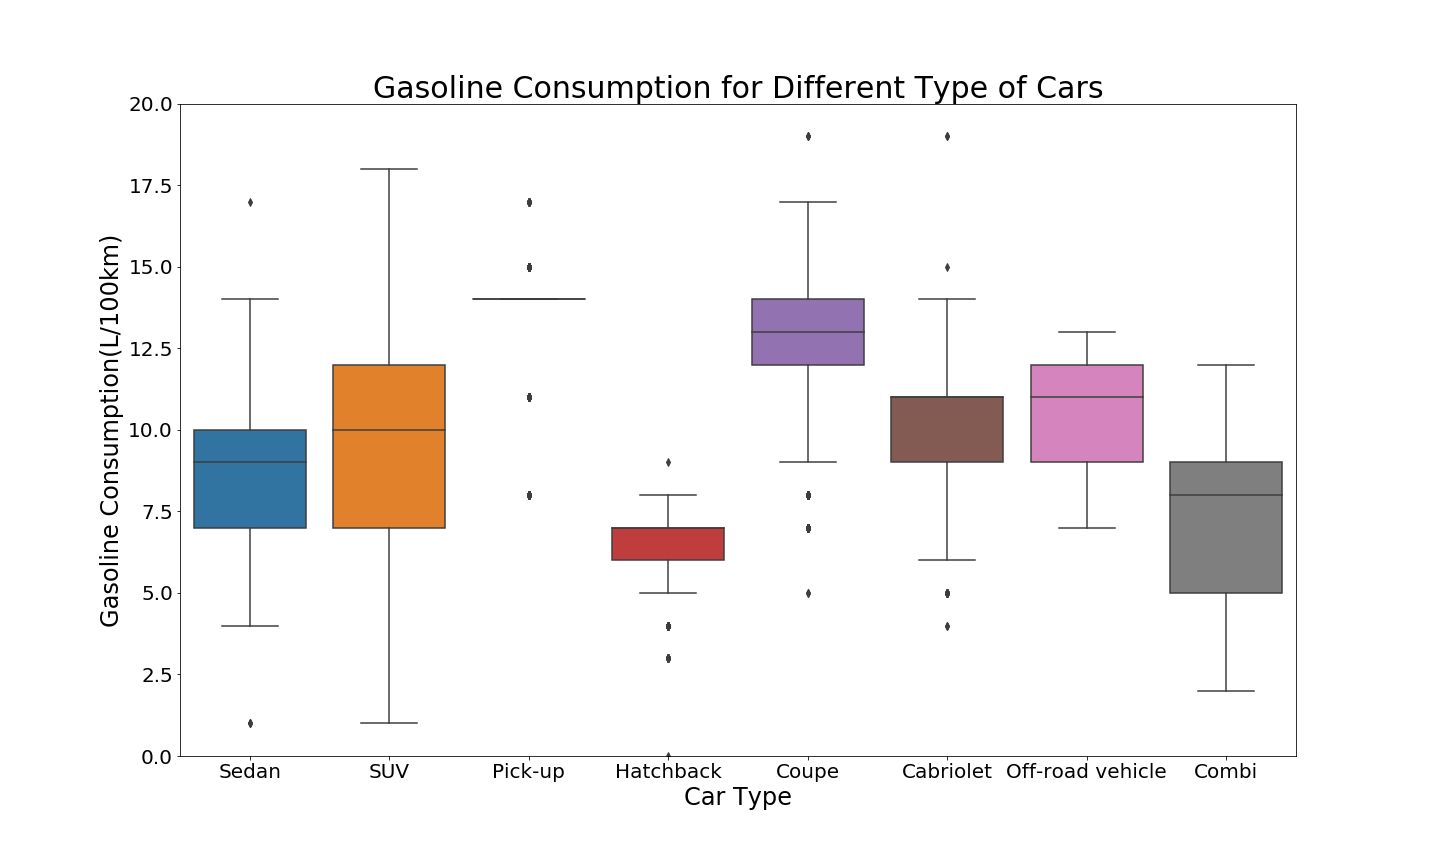 Gasoline Consumption for Different Type of Cars
20.0
17.5
15.0
12.5
10.0
7.5
5.0
2.5
0.0
Gasoline Consumption(L/100km)
Sedan SUV Pick-up Hatchback Coupe Cabriolet Off-road vehicle Combi
Car Type